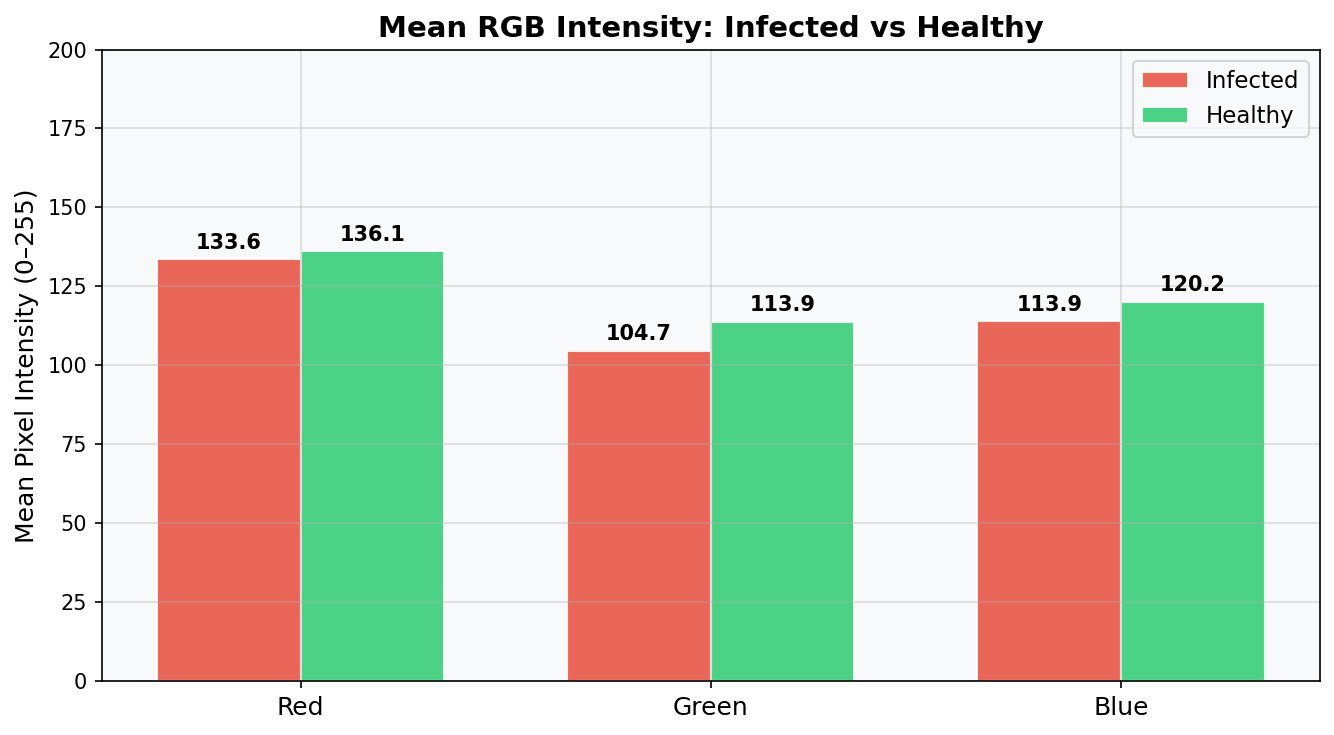 Mean RGB Intensity: Infected vs Healthy
Infected
Healthy
Mean Pixel Intensity (0–255)
200
175
150
125
100
75
50
25
0
133.6
136.1
104.7
113.9
113.9
120.2
Red
Green
Blue